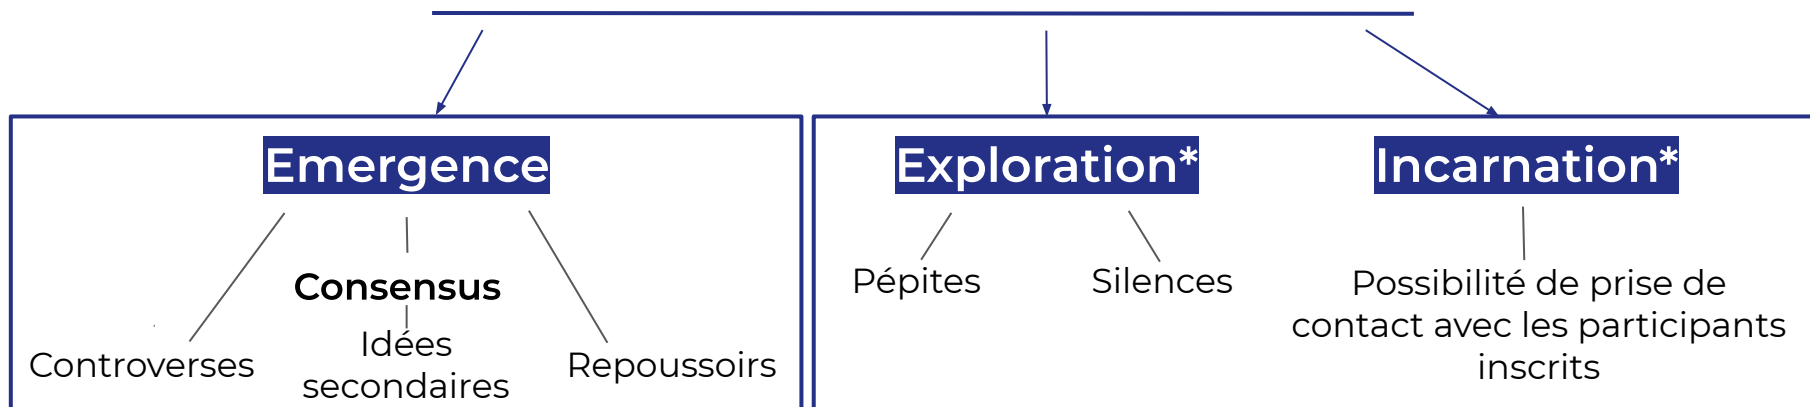 Emergence
Exploration*
Incarnation*
Consensus
Idées
secondaires
Controverses
Repoussoirs
Pépites
Silences
Possibilité de prise de
contact avec les participants
inscrits